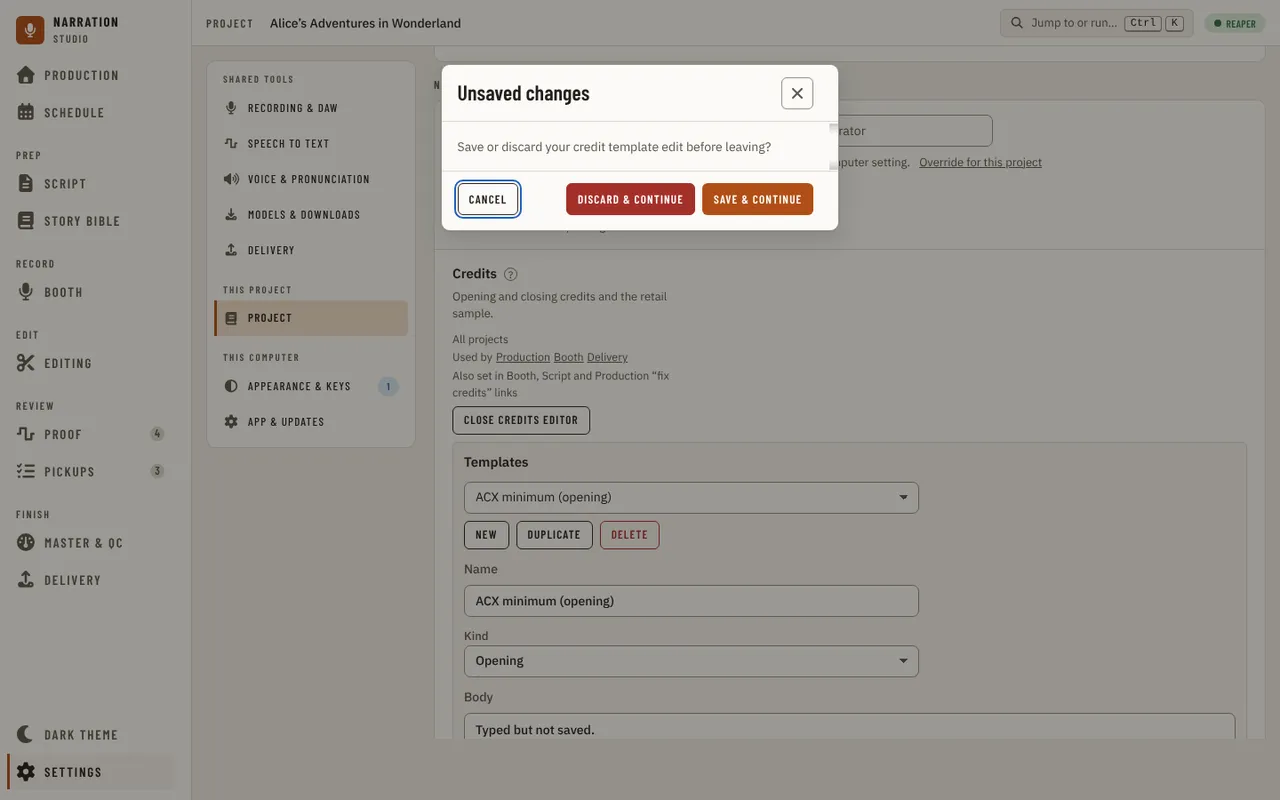 NARRATION
STUDIO
PRODUCTION
SCHEDULE
PREP
SCRIPT
STORY BIBLE
RECORD
BOOTH
EDIT
EDITING
REVIEW
PROOF 4
PICKUPS 3
FINISH
MASTER & QC
DELIVERY
DARK THEME
SETTINGS
PROJECT Alice’s Adventures in Wonderland
Jump to or run... Ctrl K
REAPER
SHARED TOOLS
RECORDING & DAW
SPEECH TO TEXT
VOICE & PRONUNCIATION
MODELS & DOWNLOADS
DELIVERY
THIS PROJECT
PROJECT
THIS COMPUTER
APPEARANCE & KEYS 1
APP & UPDATES
Unsaved changes
Save or discard your credit template edit before leaving?
CANCEL DISCARD & CONTINUE SAVE & CONTINUE
setting. Override for this project
Credits ?
Opening and closing credits and the retail
sample.
All projects
Used by Production Booth Delivery
Also set in Booth, Script and Production “fix
credits” links
CLOSE CREDITS EDITOR
Templates
ACX minimum (opening)
NEW DUPLICATE DELETE
Name
ACX minimum (opening)
Kind
Opening
Body
Typed but not saved.